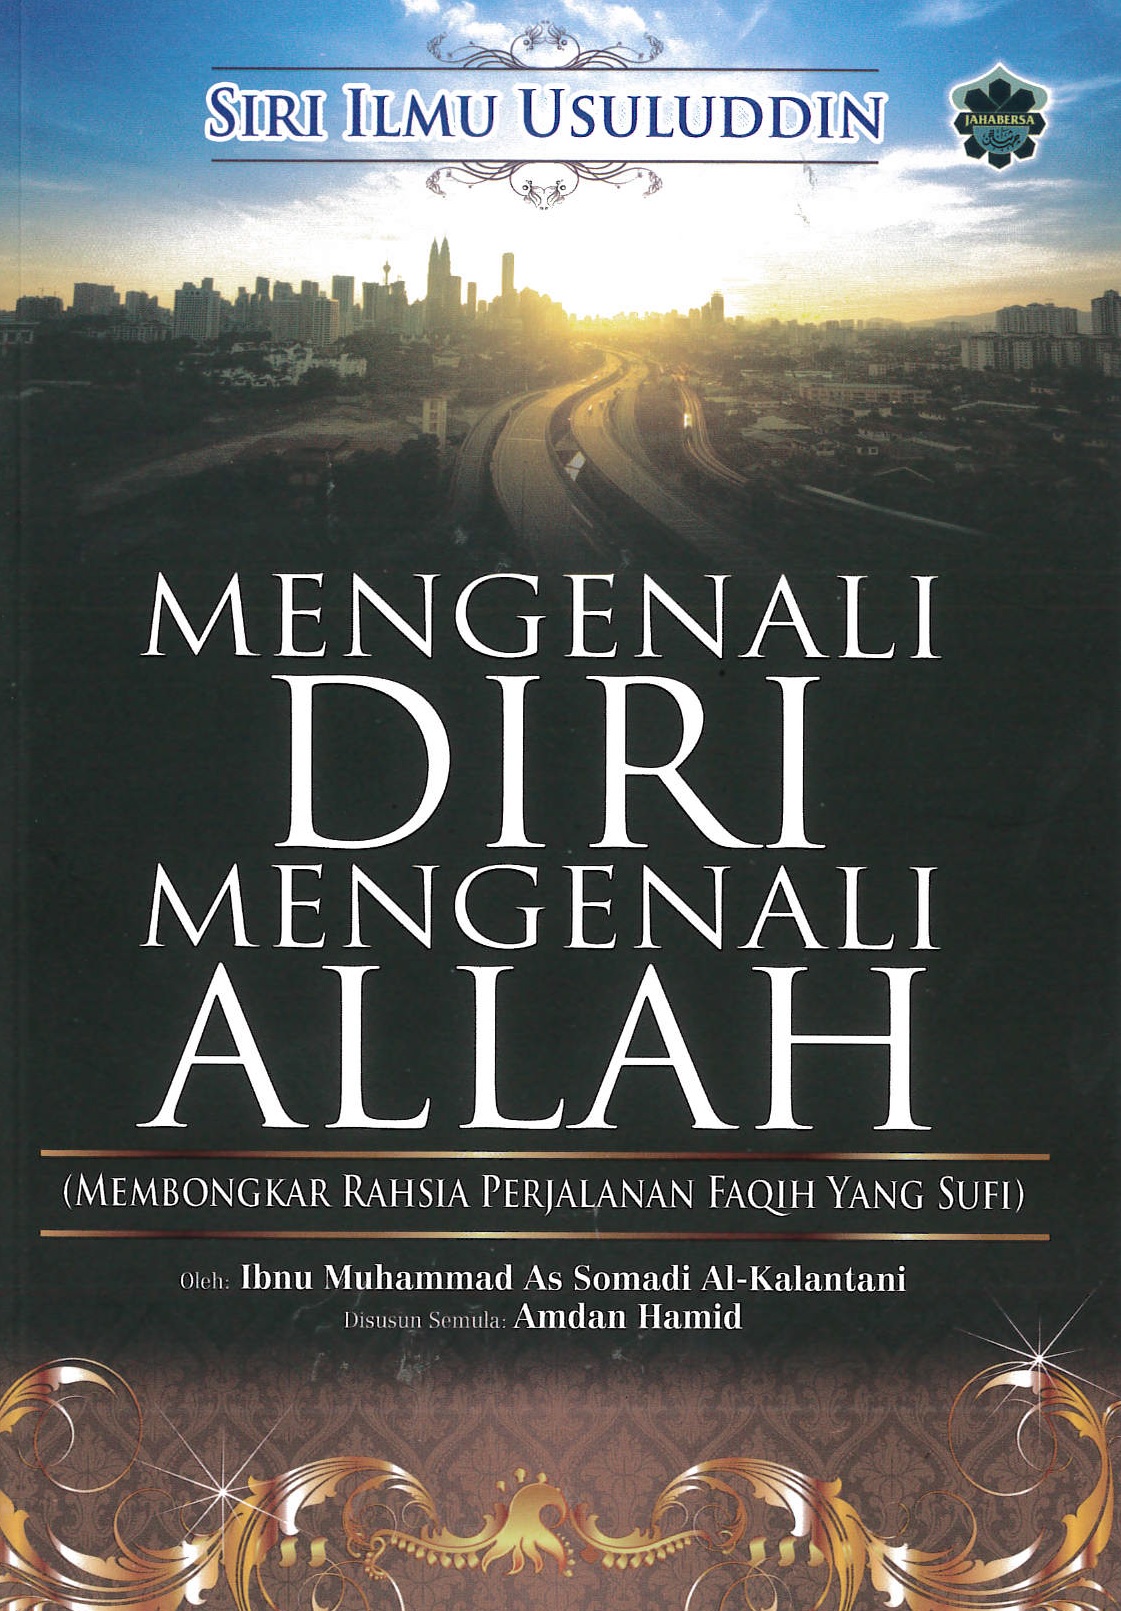 SIRI ILMU USULUDDIN
JAHABERSA
MENGENALI
DIRI
MENGENALI
ALLAH
(MEMBONGKAR RAHSIA PERJALANAN FAQIH YANG SUFI)
Oleh: Ibnu Muhammad As Somadi Al-Kalantani
Disusun Semula: Amdan Hamid